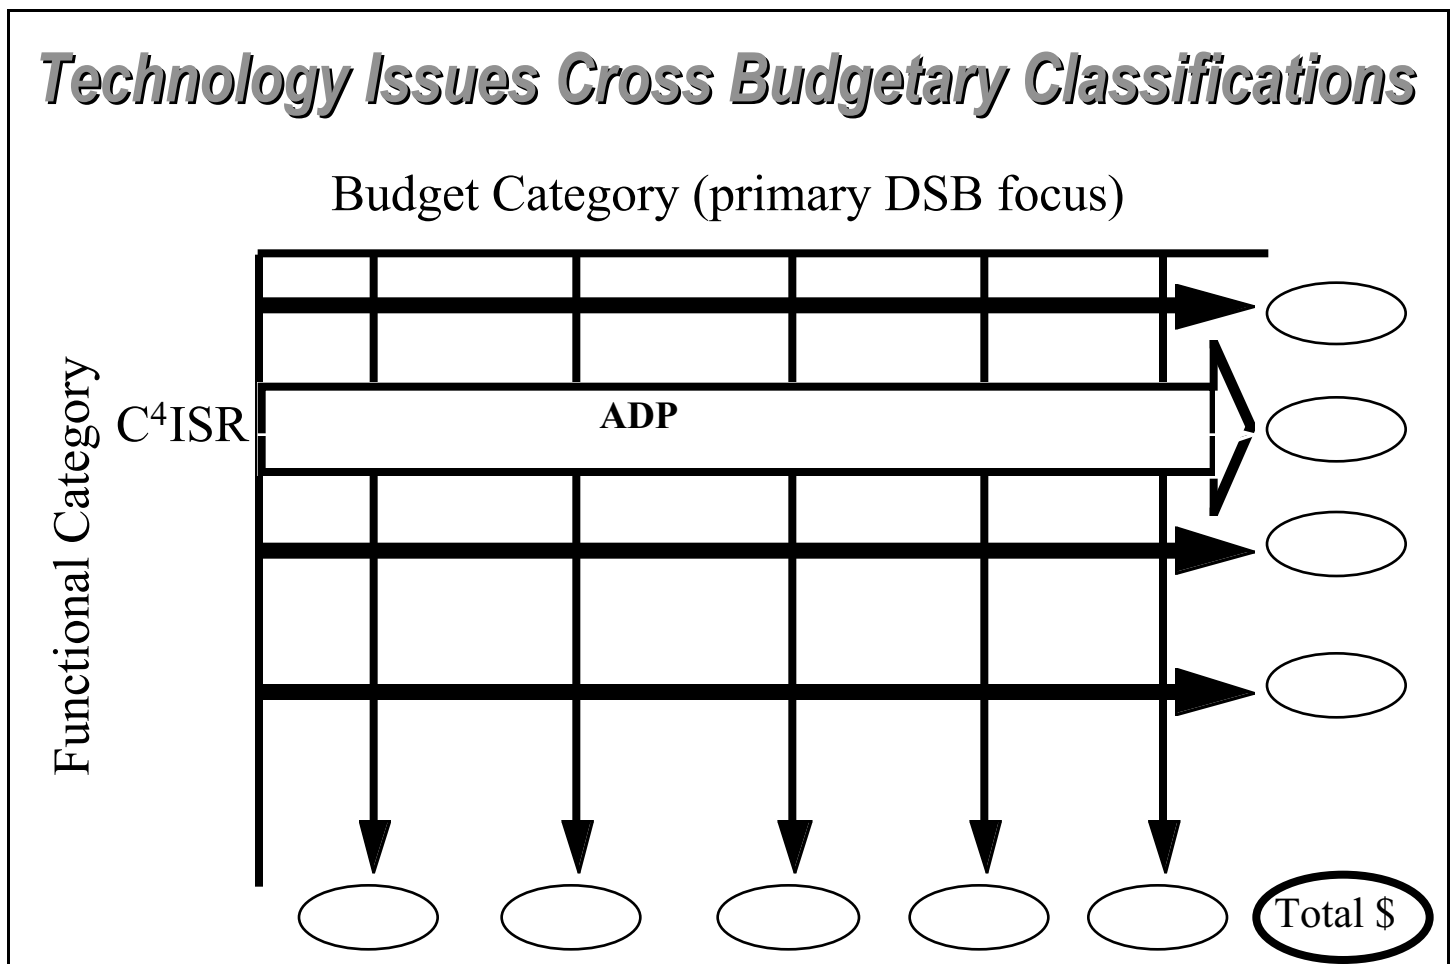 Technology Issues Cross Budgetary Classifications
Budget Category (primary DSB focus)
Functional Category
C⁴ISR
ADP
Total $